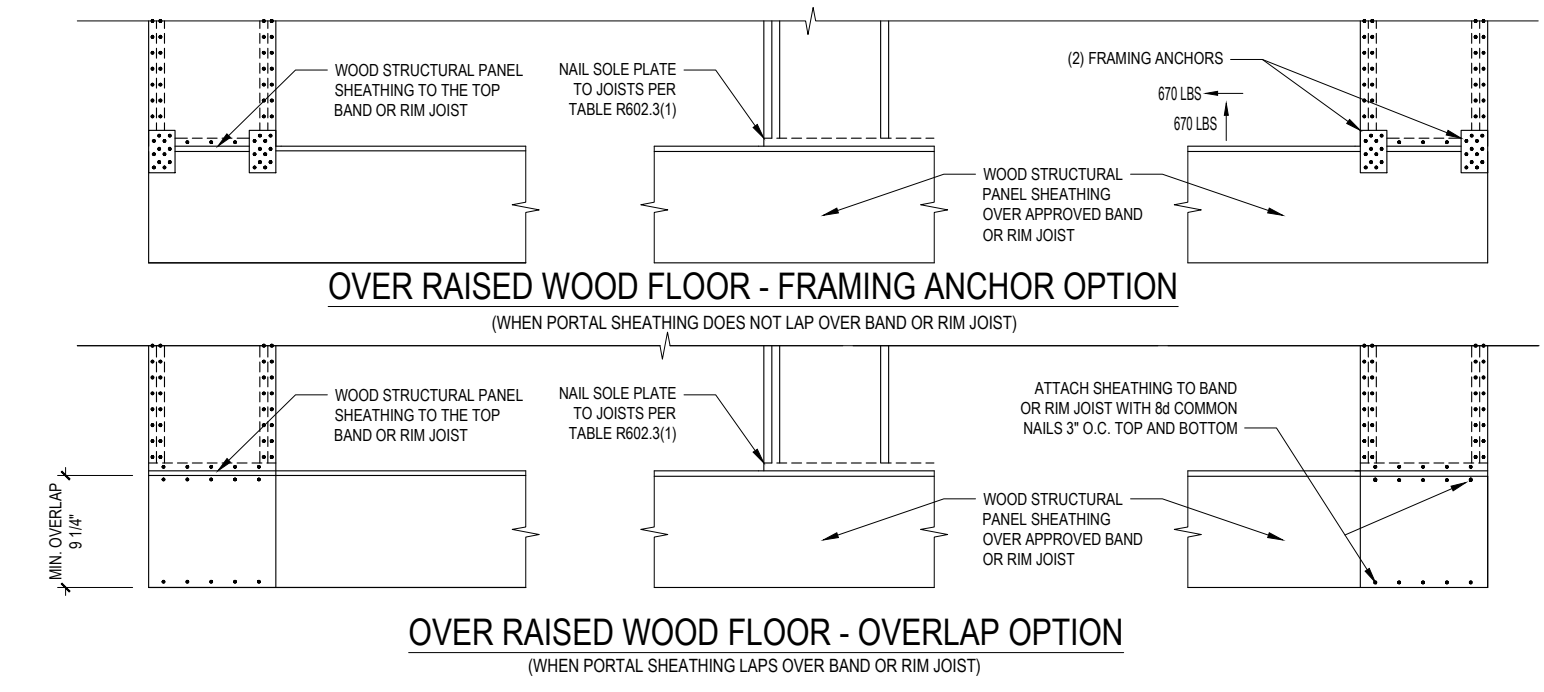 WOOD STRUCTURAL PANEL
SHEATHING TO THE TOP
BAND OR RIM JOIST
NAIL SOLE PLATE
TO JOISTS PER
TABLE R602.3(1)
(2) FRAMING ANCHORS
670 LBS
670 LBS
WOOD STRUCTURAL
PANEL SHEATHING
OVER APPROVED BAND
OR RIM JOIST
OVER RAISED WOOD FLOOR - FRAMING ANCHOR OPTION
(WHEN PORTAL SHEATHING DOES NOT LAP OVER BAND OR RIM JOIST)
WOOD STRUCTURAL PANEL
SHEATHING TO THE TOP
BAND OR RIM JOIST
NAIL SOLE PLATE
TO JOISTS PER
TABLE R602.3(1)
ATTACH SHEATHING TO BAND
OR RIM JOIST WITH 8d COMMON
NAILS 3" O.C. TOP AND BOTTOM
MIN. OVERLAP
9 1/4"
WOOD STRUCTURAL
PANEL SHEATHING
OVER APPROVED BAND
OR RIM JOIST
OVER RAISED WOOD FLOOR - OVERLAP OPTION
(WHEN PORTAL SHEATHING LAPS OVER BAND OR RIM JOIST)